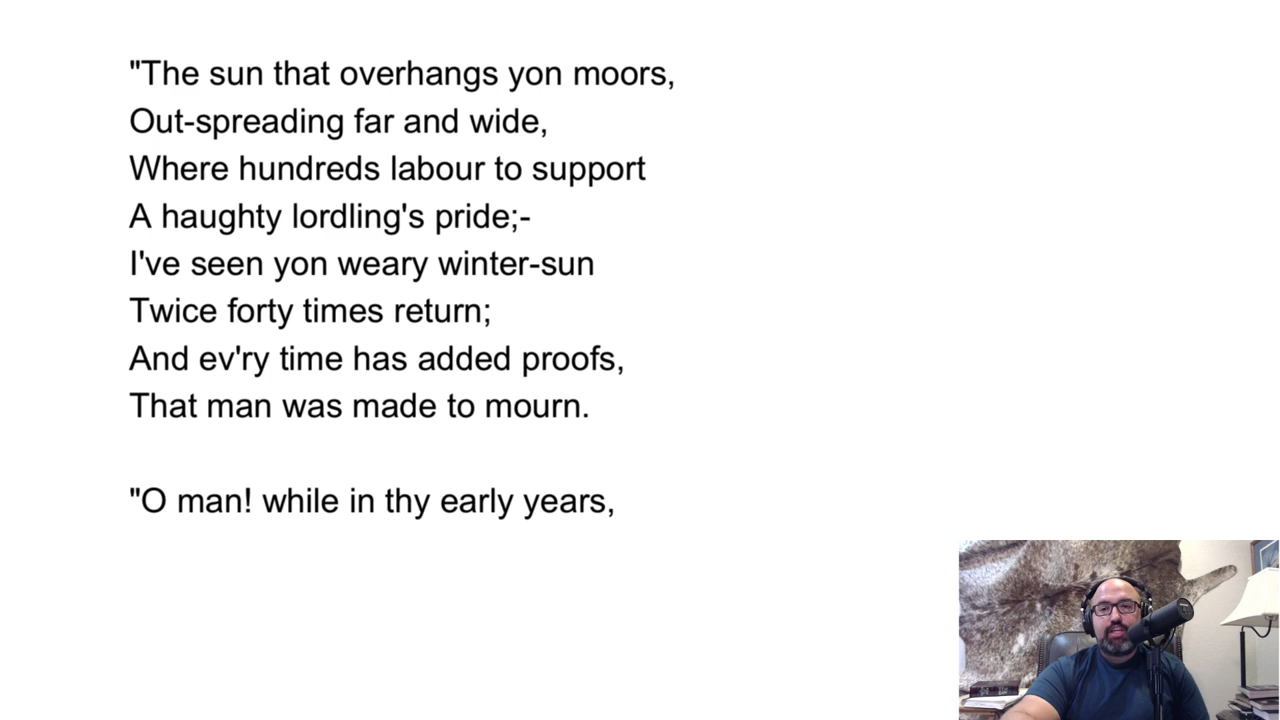 "The sun that overhangs yon moors,
Out-spreading far and wide,
Where hundreds labour to support
A haughty lordling's pride;-
I've seen yon weary winter-sun
Twice forty times return;
And ev'ry time has added proofs,
That man was made to mourn.
"O man! while in thy early years,